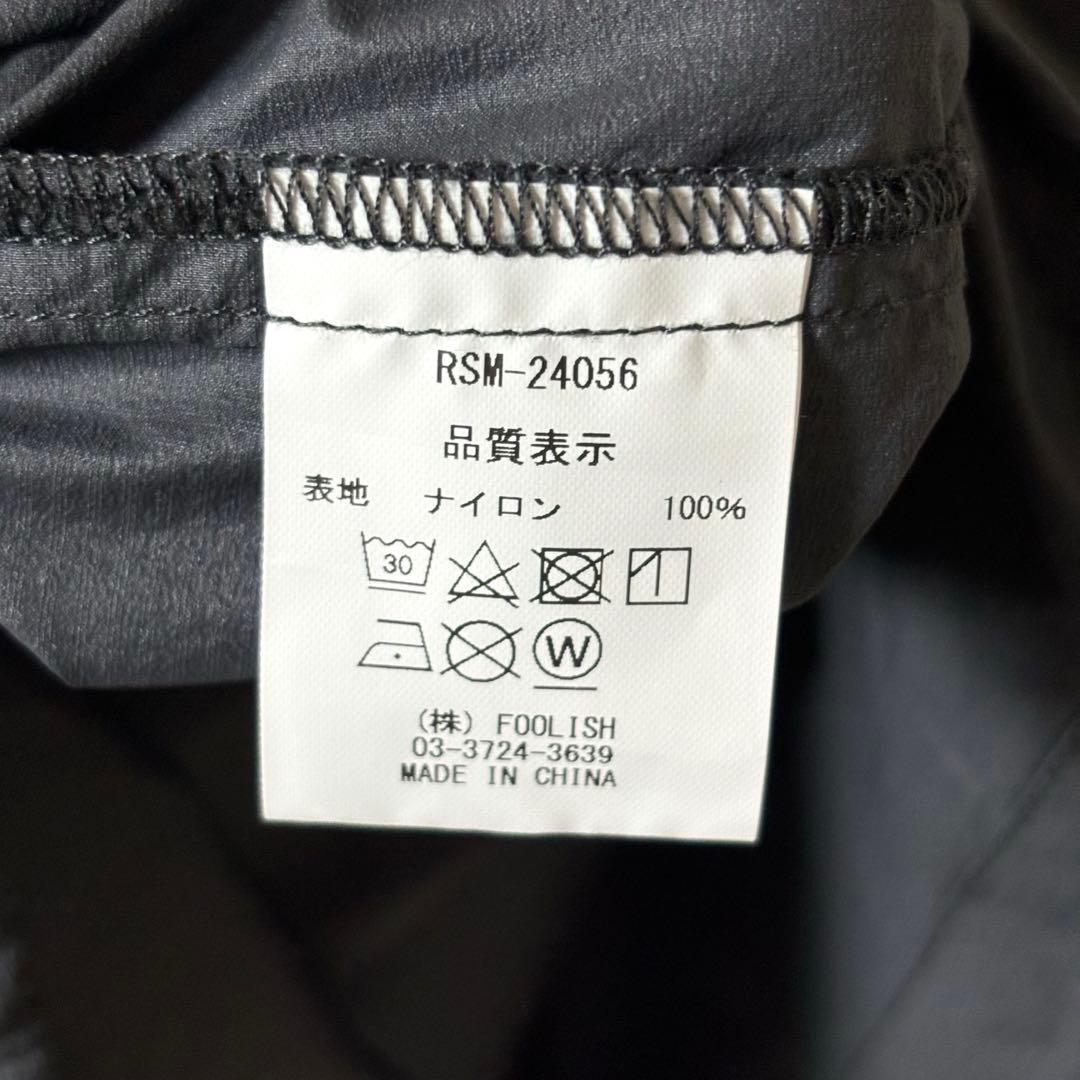 RSM-24056
品質表示
表地 ナイロン 100%
30
W
(株) FOOLISH
03-3724-3639
MADE IN CHINA